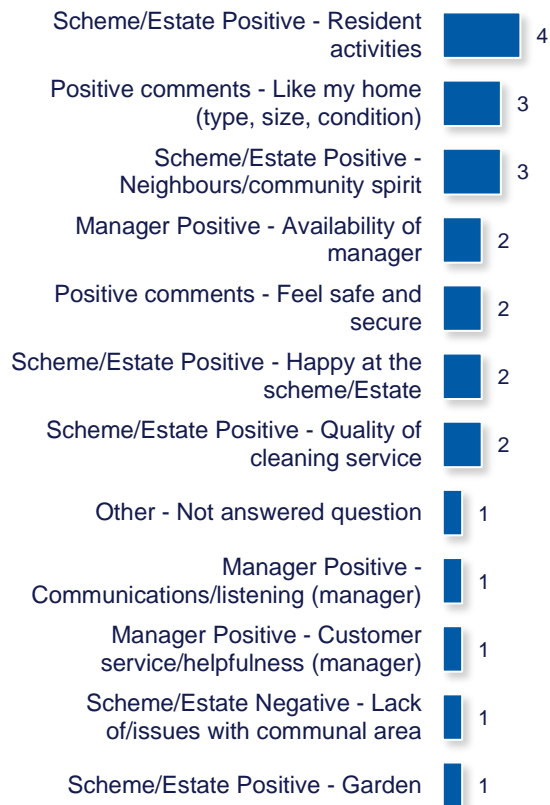 Scheme/Estate Positive - Resident
activities
4
Positive comments - Like my home
(type, size, condition)
3
Scheme/Estate Positive -
Neighbours/community spirit
3
Manager Positive - Availability of
manager
2
Positive comments - Feel safe and
secure
2
Scheme/Estate Positive - Happy at the
scheme/Estate
2
Scheme/Estate Positive - Quality of
cleaning service
2
Other - Not answered question
1
Manager Positive -
Communications/listening (manager)
1
Manager Positive - Customer
service/helpfulness (manager)
1
Scheme/Estate Negative - Lack
of/issues with communal area
1
Scheme/Estate Positive - Garden
1